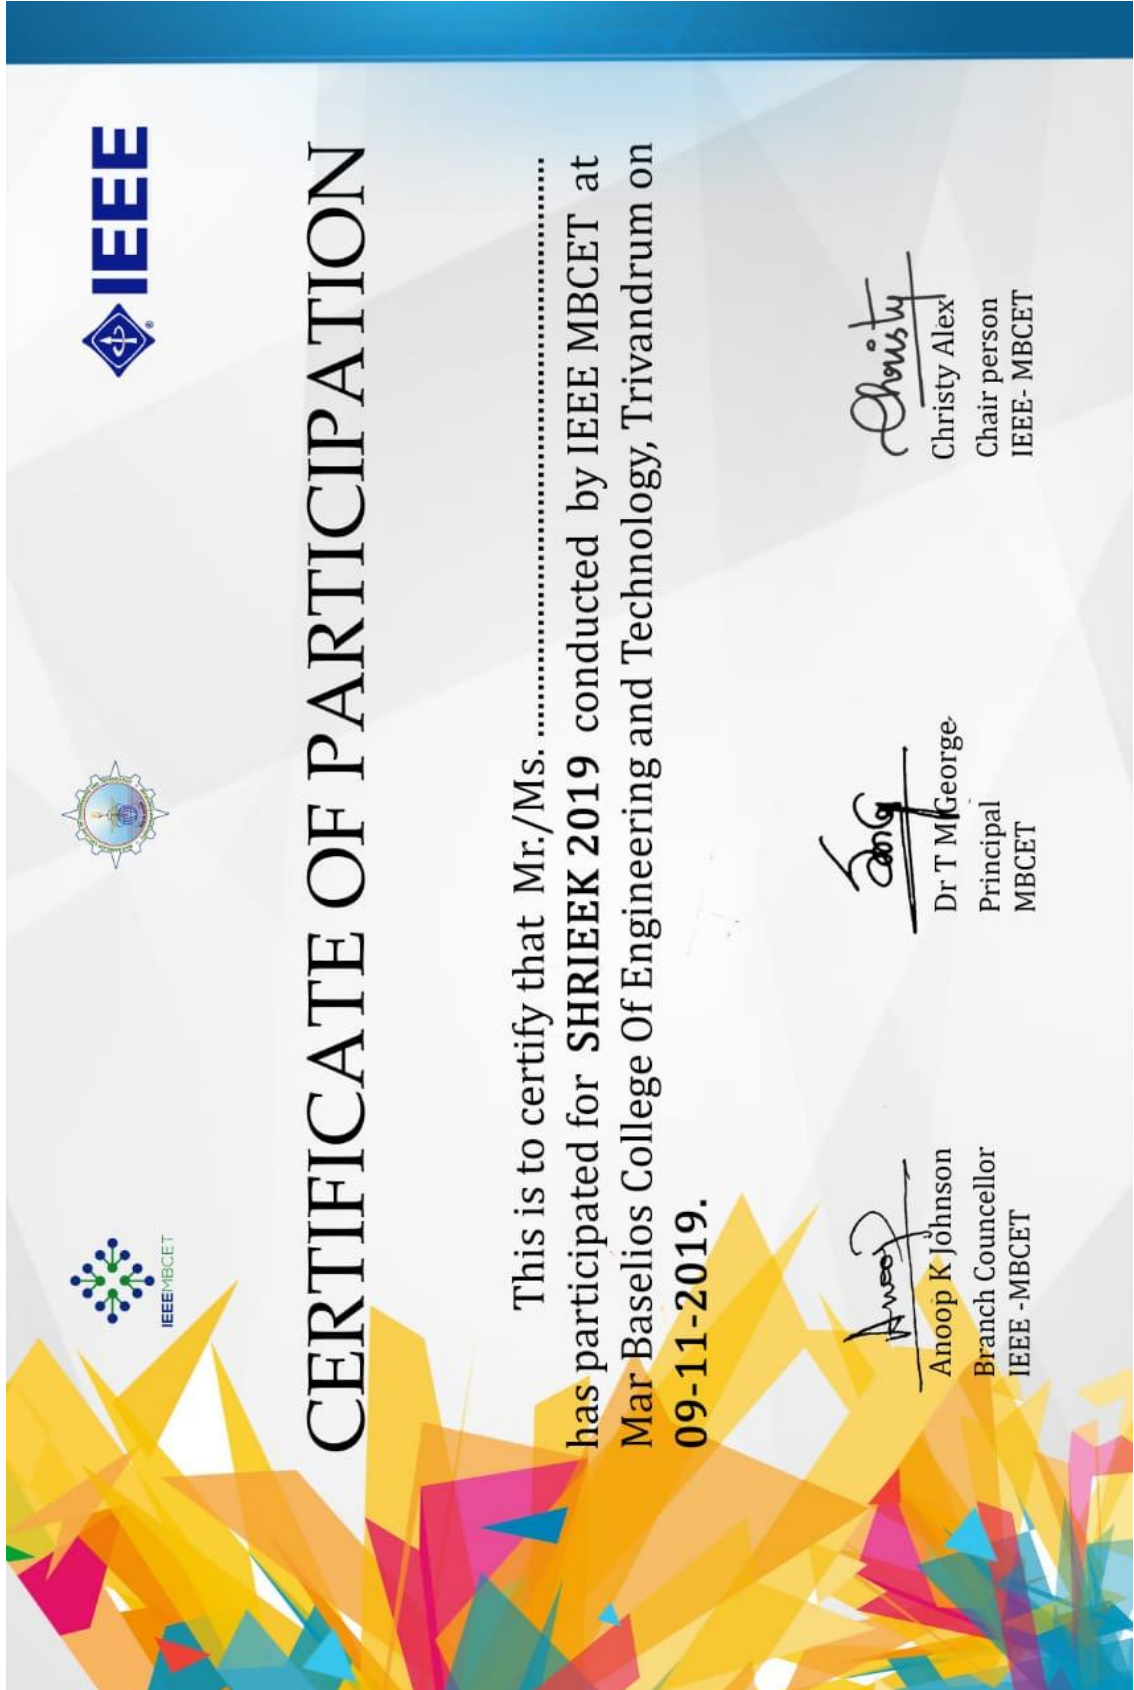 IEEEMBCET
IEEE
CERTIFICATE OF PARTICIPATION
This is to certify that Mr./Ms. ................................................................
has participated for SHRIEEK 2019 conducted by IEEE MBCET at
Mar Baselios College Of Engineering and Technology, Trivandrum on
09-11-2019.
Anoop
Anoop K Johnson
Branch Councellor
IEEE -MBCET
Dr T M George
Principal
MBCET
Christy
Christy Alex
Chair person
IEEE- MBCET